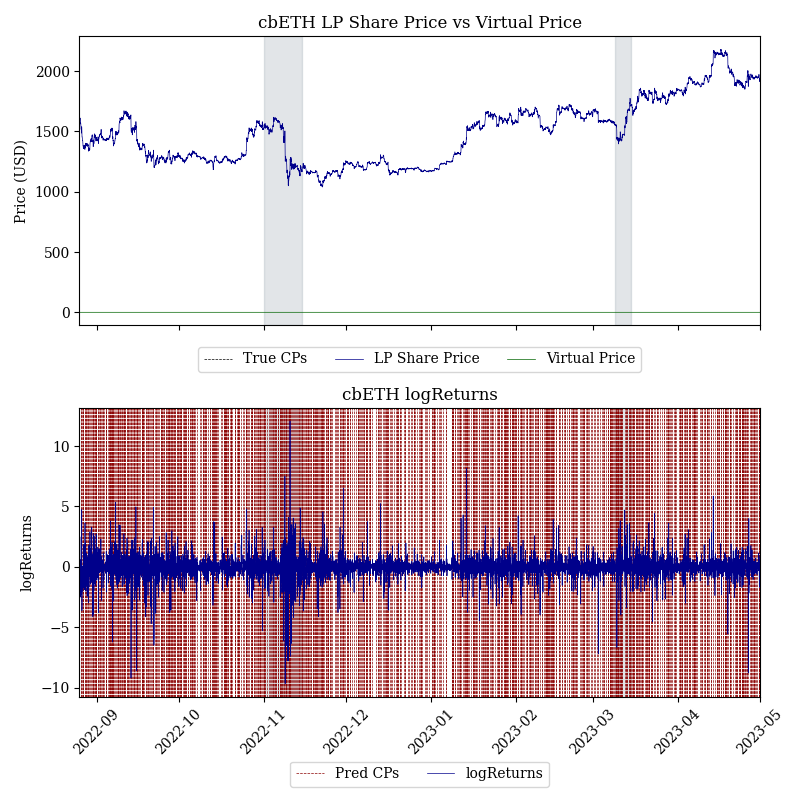 cbETH LP Share Price vs Virtual Price
Price (USD)
2000
1500
1000
500
0
True CPs LP Share Price Virtual Price
cbETH logReturns
logReturns
10
5
0
−5
−10
2022-09 2022-10 2022-11 2022-12 2023-01 2023-02 2023-03 2023-04 2023-05
Pred CPs logReturns